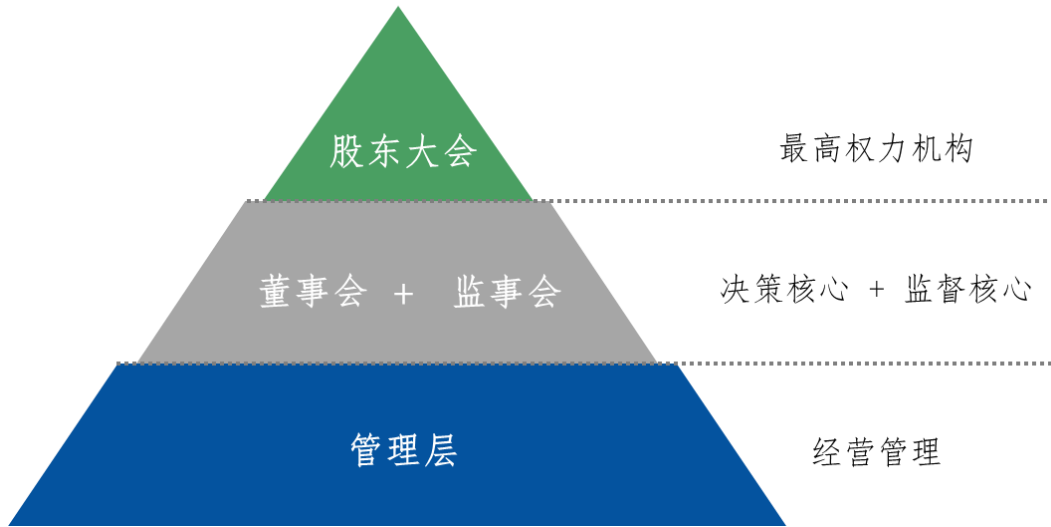 股东大会
最高权力机构
董事会 + 监事会
决策核心 + 监督核心
管理层
经营管理